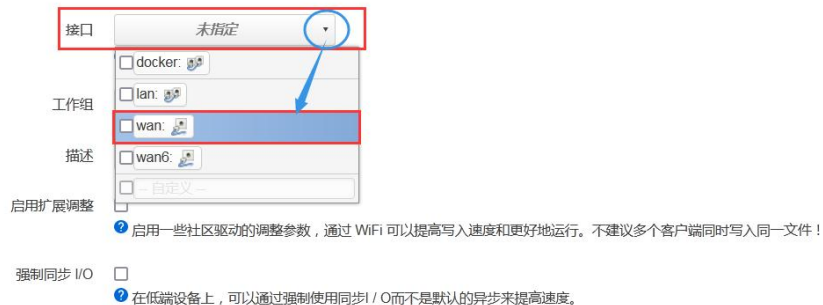 接口 未指定
docker:
lan:
工作组
wan:
描述
wan6:
-- 自定义 --
启用扩展调整
启用一些社区驱动的调整参数，通过 WiFi 可以提高写入速度和更好地运行。不建议多个客户端同时写入同一文件！
强制同步 I/O
在低端设备上，可以通过强制使用同步I / O而不是默认的异步来提高速度。